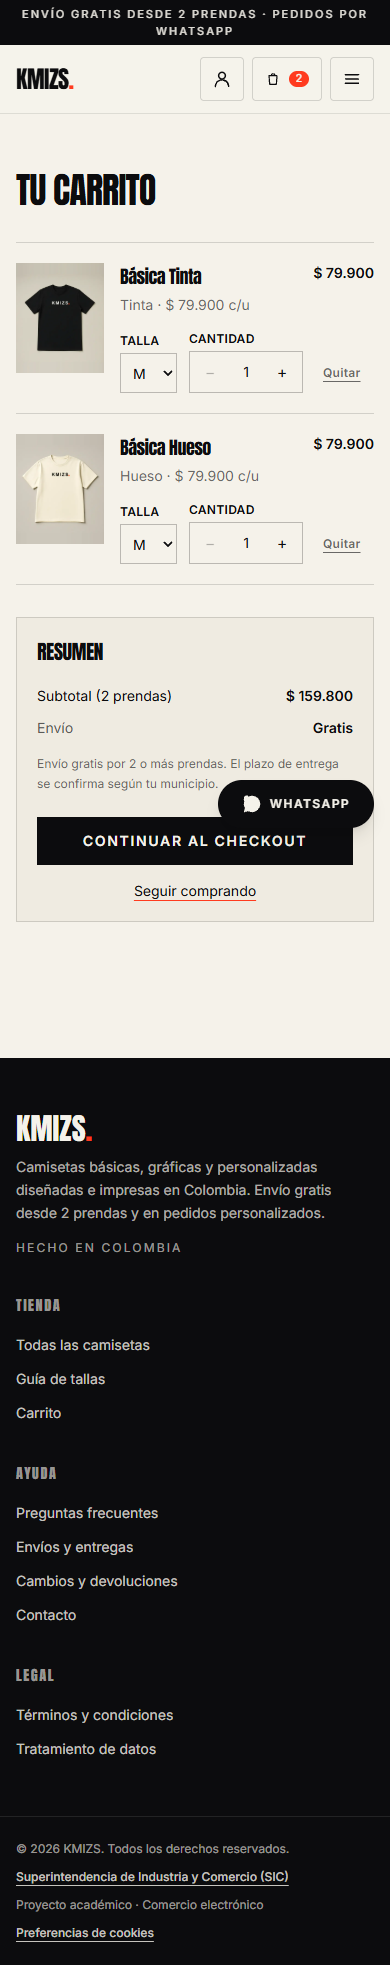 ENVÍO GRATIS DESDE 2 PRENDAS · PEDIDOS POR
WHATSAPP
KMIZS.
2
TU CARRITO
KMIZS.
Básica Tinta
$ 79.900
Tinta · $ 79.900 c/u
TALLA
CANTIDAD
M
− 1 +
Quitar
KMIZS.
Básica Hueso
$ 79.900
Hueso · $ 79.900 c/u
TALLA
CANTIDAD
M
− 1 +
Quitar
RESUMEN
Subtotal (2 prendas) $ 159.800
Envío Gratis
Envío gratis por 2 o más prendas. El plazo de entrega
se confirma según tu municipio.
WHATSAPP
CONTINUAR AL CHECKOUT
Seguir comprando
KMIZS.
Camisetas básicas, gráficas y personalizadas
diseñadas e impresas en Colombia. Envío gratis
desde 2 prendas y en pedidos personalizados.
HECHO EN COLOMBIA
TIENDA
Todas las camisetas
Guía de tallas
Carrito
AYUDA
Preguntas frecuentes
Envíos y entregas
Cambios y devoluciones
Contacto
LEGAL
Términos y condiciones
Tratamiento de datos
© 2026 KMIZS. Todos los derechos reservados.
Superintendencia de Industria y Comercio (SIC)
Proyecto académico · Comercio electrónico
Preferencias de cookies